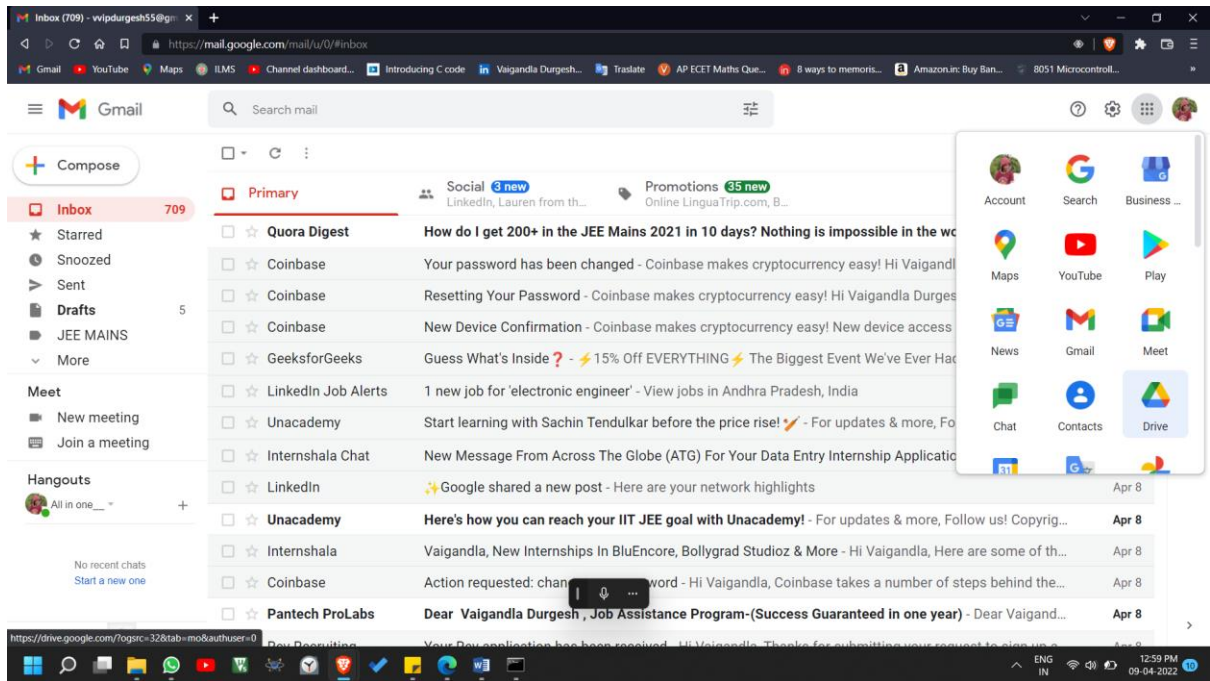 Inbox (709) - vvipdurgesh55@gm
https://mail.google.com/mail/u/0/#inbox
Gmail YouTube Maps ILMS Channel dashboard... Introducing C code Vaigandla Durgesh... Traslate AP ECET Maths Que... 8 ways to memoris... Amazon.in: Buy Ban... 8051 Microcontroll... »
Gmail Search mail
Compose
Primary Social 3 new Promotions 35 new
LinkedIn, Lauren from th... Online LinguaTrip.com, B...
Inbox 709
Starred
Snoozed
Sent
Drafts 5
JEE MAINS
More
Meet
New meeting
Join a meeting
Hangouts
All in one__
No recent chats
Start a new one
Quora Digest How do I get 200+ in the JEE Mains 2021 in 10 days? Nothing is impossible in the wo
Coinbase Your password has been changed - Coinbase makes cryptocurrency easy! Hi Vaigandl
Coinbase Resetting Your Password - Coinbase makes cryptocurrency easy! Hi Vaigandla Durges
Coinbase New Device Confirmation - Coinbase makes cryptocurrency easy! New device access
GeeksforGeeks Guess What's Inside❓ - ⚡15% Off EVERYTHING⚡ The Biggest Event We've Ever Had
LinkedIn Job Alerts 1 new job for 'electronic engineer' - View jobs in Andhra Pradesh, India
Unacademy Start learning with Sachin Tendulkar before the price rise! - For updates & more, Fo
Internshala Chat New Message From Across The Globe (ATG) For Your Data Entry Internship Applicatio
LinkedIn ✨Google shared a new post - Here are your network highlights Apr 8
Unacademy Here's how you can reach your IIT JEE goal with Unacademy! - For updates & more, Follow us! Copyrig... Apr 8
Internshala Vaigandla, New Internships In BluEncore, Bollygrad Studioz & More - Hi Vaigandla, Here are some of th... Apr 8
Coinbase Action requested: chan word - Hi Vaigandla, Coinbase takes a number of steps behind the... Apr 8
Pantech ProLabs Dear Vaigandla Durgesh , Job Assistance Program-(Success Guaranteed in one year) - Dear Vaigand... Apr 8
Account Search Business ...
Maps YouTube Play
News Gmail Meet
Chat Contacts Drive
31
https://drive.google.com/?ogsrc=32&tab=mo&authuser=0
ENG 12:59 PM
IN 09-04-2022 10